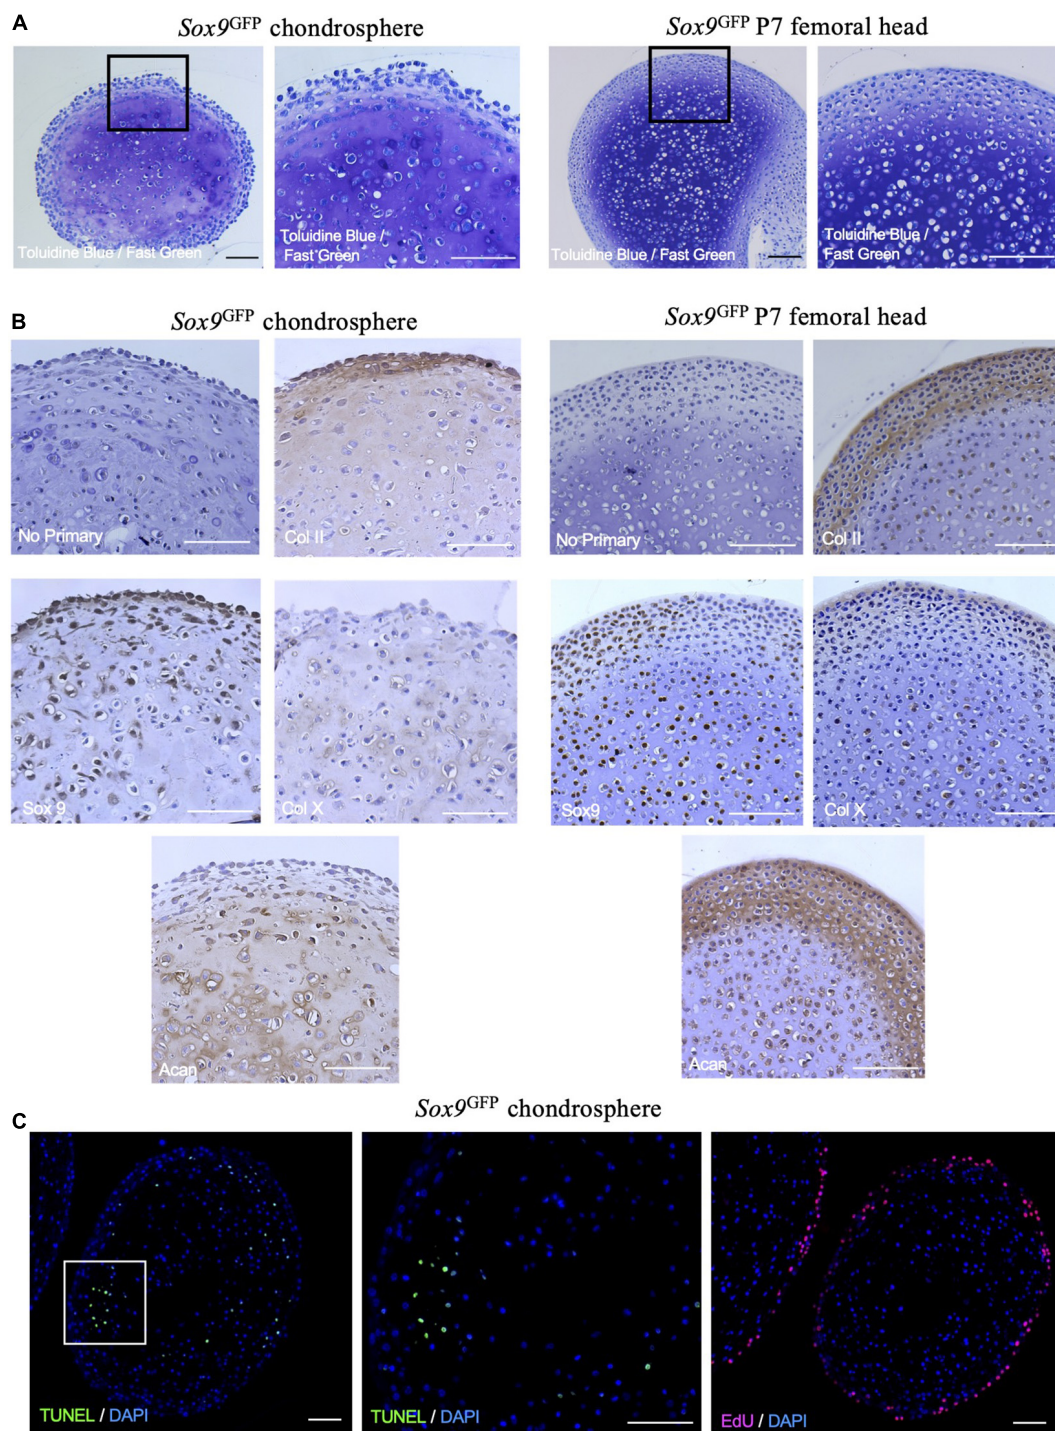 A
Sox9GFP chondrosphere
Sox9GFP P7 femoral head
Toluidine Blue / Fast Green
Toluidine Blue /
Fast Green
Toluidine Blue / Fast Green
Toluidine Blue /
Fast Green
B
Sox9GFP chondrosphere
Sox9GFP P7 femoral head
No Primary
Col II
No Primary
Col II
Sox 9
Col X
Sox9
Col X
Acan
Acan
Sox9GFP chondrosphere
C
TUNEL / DAPI
TUNEL / DAPI
EdU / DAPI